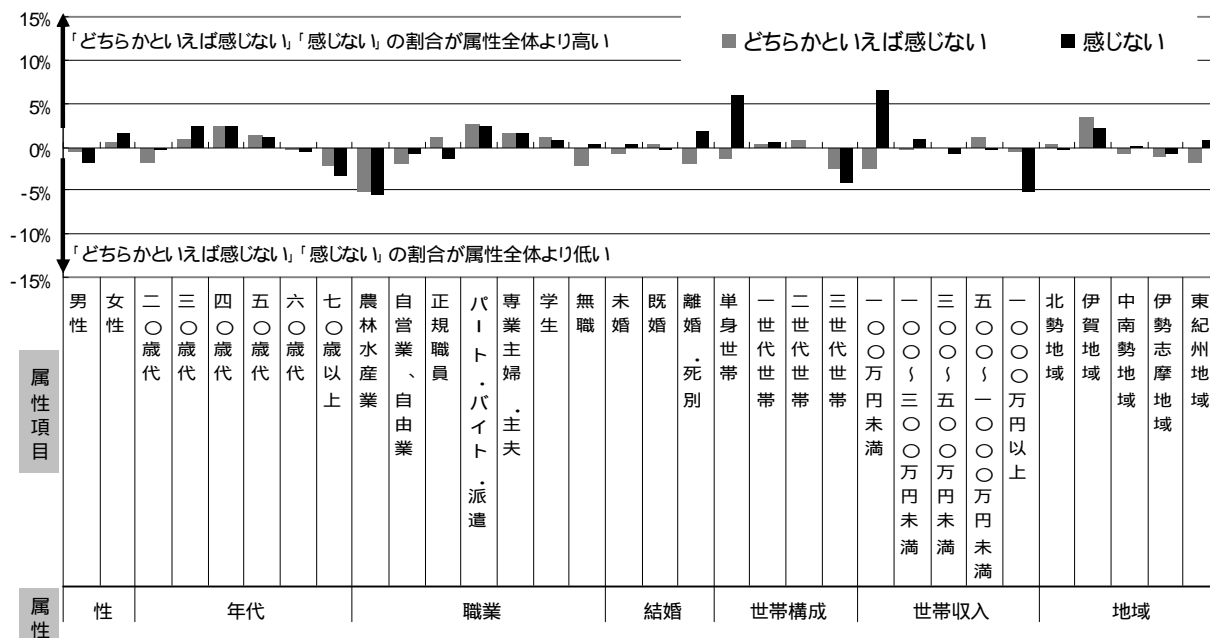 15%
「どちらかといえば感じない」「感じない」の割合が属性全体より高い
■どちらかといえば感じない ■感じない
10%
5%
0%
-5%
-10%
「どちらかといえば感じない」「感じない」の割合が属性全体より低い
-15%
属性項目
男性
女性
二〇歳代
三〇歳代
四〇歳代
五〇歳代
六〇歳代
七〇歳以上
農林水産業
自営業、自由業
正規職員
パート・バイト・派遣
専業主婦・主夫
学生
無職
未婚
既婚
離婚・死別
単身世帯
一世代世帯
二世代世帯
三世代世帯
一〇〇万円未満
一〇〇～三〇〇万円未満
三〇〇～五〇〇万円未満
五〇〇～一〇〇〇万円未満
一〇〇〇万円以上
北勢地域
伊賀地域
中南勢地域
伊勢志摩地域
東紀州地域
属性
性
年代
職業
結婚
世帯構成
世帯収入
地域